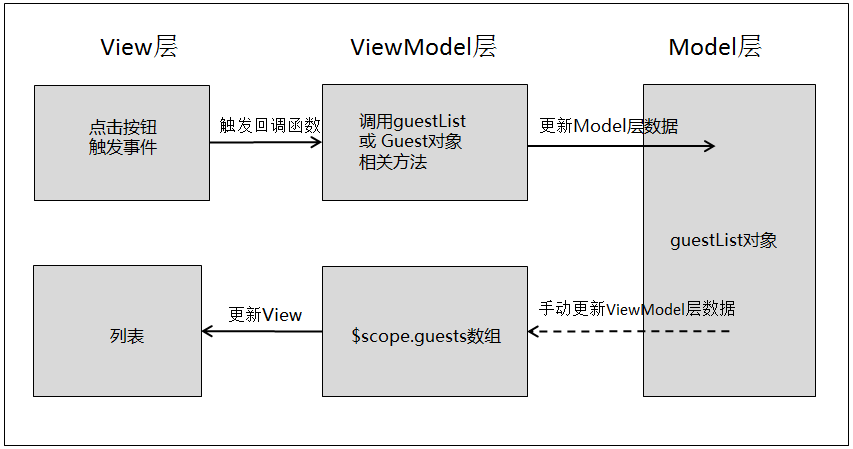 View层
ViewModel层
Model层
点击按钮
触发事件
触发回调函数
调用guestList
或 Guest对象
相关方法
更新Model层数据
guestList对象
列表
更新View
$scope.guests数组
手动更新ViewModel层数据